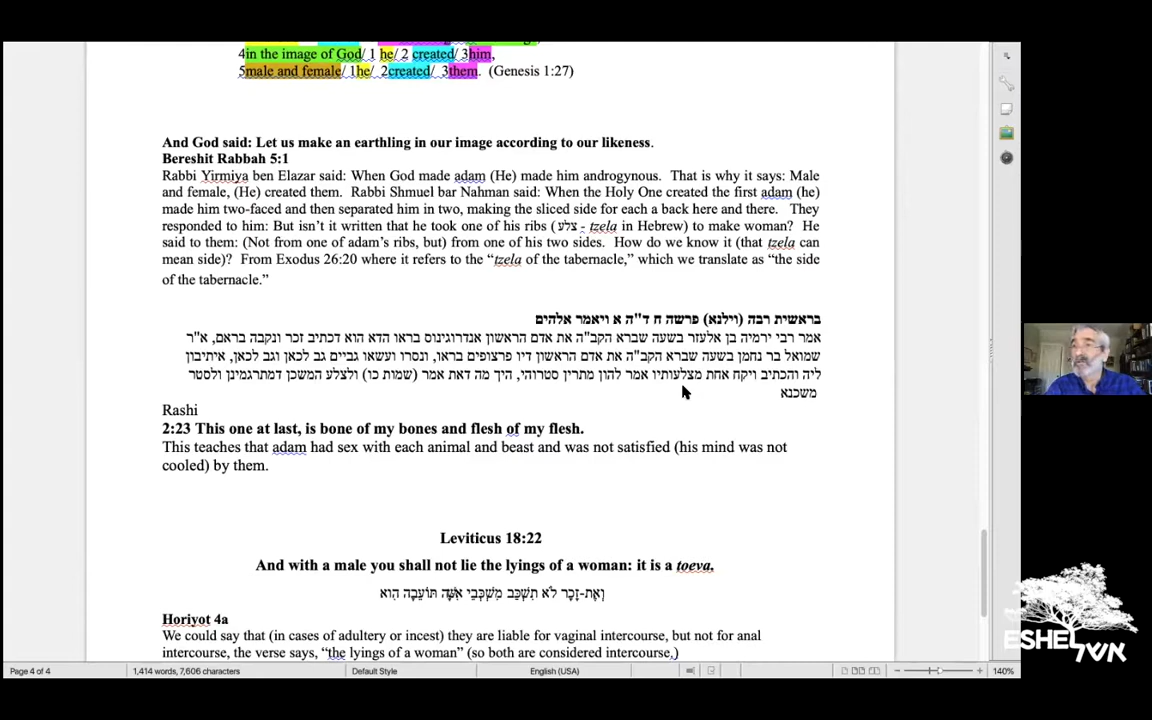 4in the image of God/ 1 he/ 2 created/ 3him,
5male and female/ 1he/ 2created/ 3them. (Genesis 1:27)
And God said: Let us make an earthling in our image according to our likeness.
Bereshit Rabbah 5:1
Rabbi Yirmiya ben Elazar said: When God made adam (He) made him androgynous. That is why it says: Male
and female, (He) created them. Rabbi Shmuel bar Nahman said: When the Holy One created the first adam (he)
made him two-faced and then separated him in two, making the sliced side for each a back here and there. They
responded to him: But isn't it written that he took one of his ribs (צלע - tzela in Hebrew) to make woman? He
said to them: (Not from one of adam's ribs, but) from one of his two sides. How do we know it (that tzela can
mean side)? From Exodus 26:20 where it refers to the “tzela of the tabernacle,” which we translate as “the side
of the tabernacle.”
בראשית רבה (וילנא) פרשה ח ד"ה א ויאמר אלהים
אמר רבי ירמיה בן אלעזר בשעה שברא הקב"ה את אדם הראשון אנדרוגינוס בראו הדא הוא דכתיב זכר ונקבה בראם, א"ר
שמואל בר נחמן בשעה שברא הקב"ה את אדם הראשון דיו פרצופים בראו, ונסרו ועשאו גביים גב לכאן וגב לכאן, איתיבון
ליה והכתיב ויקח אחת מצלעותיו אמר להון מתרין סטרוהי, היך מה דאת אמר (שמות כו) ולצלע המשכן דמתרגמינן ולסטר
משכנא
Rashi
2:23 This one at last, is bone of my bones and flesh of my flesh.
This teaches that adam had sex with each animal and beast and was not satisfied (his mind was not
cooled) by them.
Leviticus 18:22
And with a male you shall not lie the lyings of a woman: it is a toeva.
וְאֶת-זָכָר לֹא תִשְׁכַּב מִשְׁכְּבֵי אִשָּׁה תּוֹעֵבָה הִוא
Horiyot 4a
We could say that (in cases of adultery or incest) they are liable for vaginal intercourse, but not for anal
intercourse, the verse says, “the lyings of a woman” (so both are considered intercourse.)
Page 4 of 4 1,414 words, 7,606 characters Default Style English (USA) 140%
ESHEL אשל